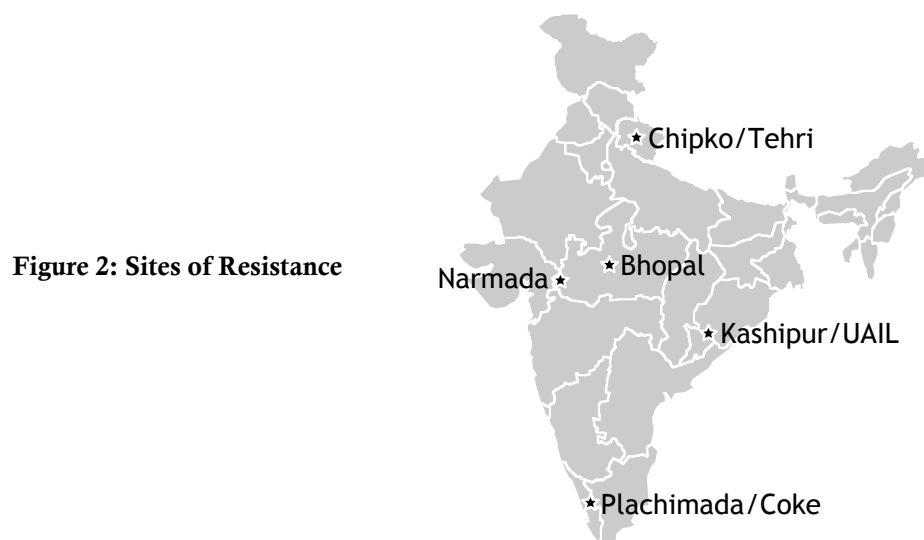 Chipko/Tehri
Figure 2: Sites of Resistance
Narmada
Bhopal
Kashipur/UAIL
Plachimada/Coke